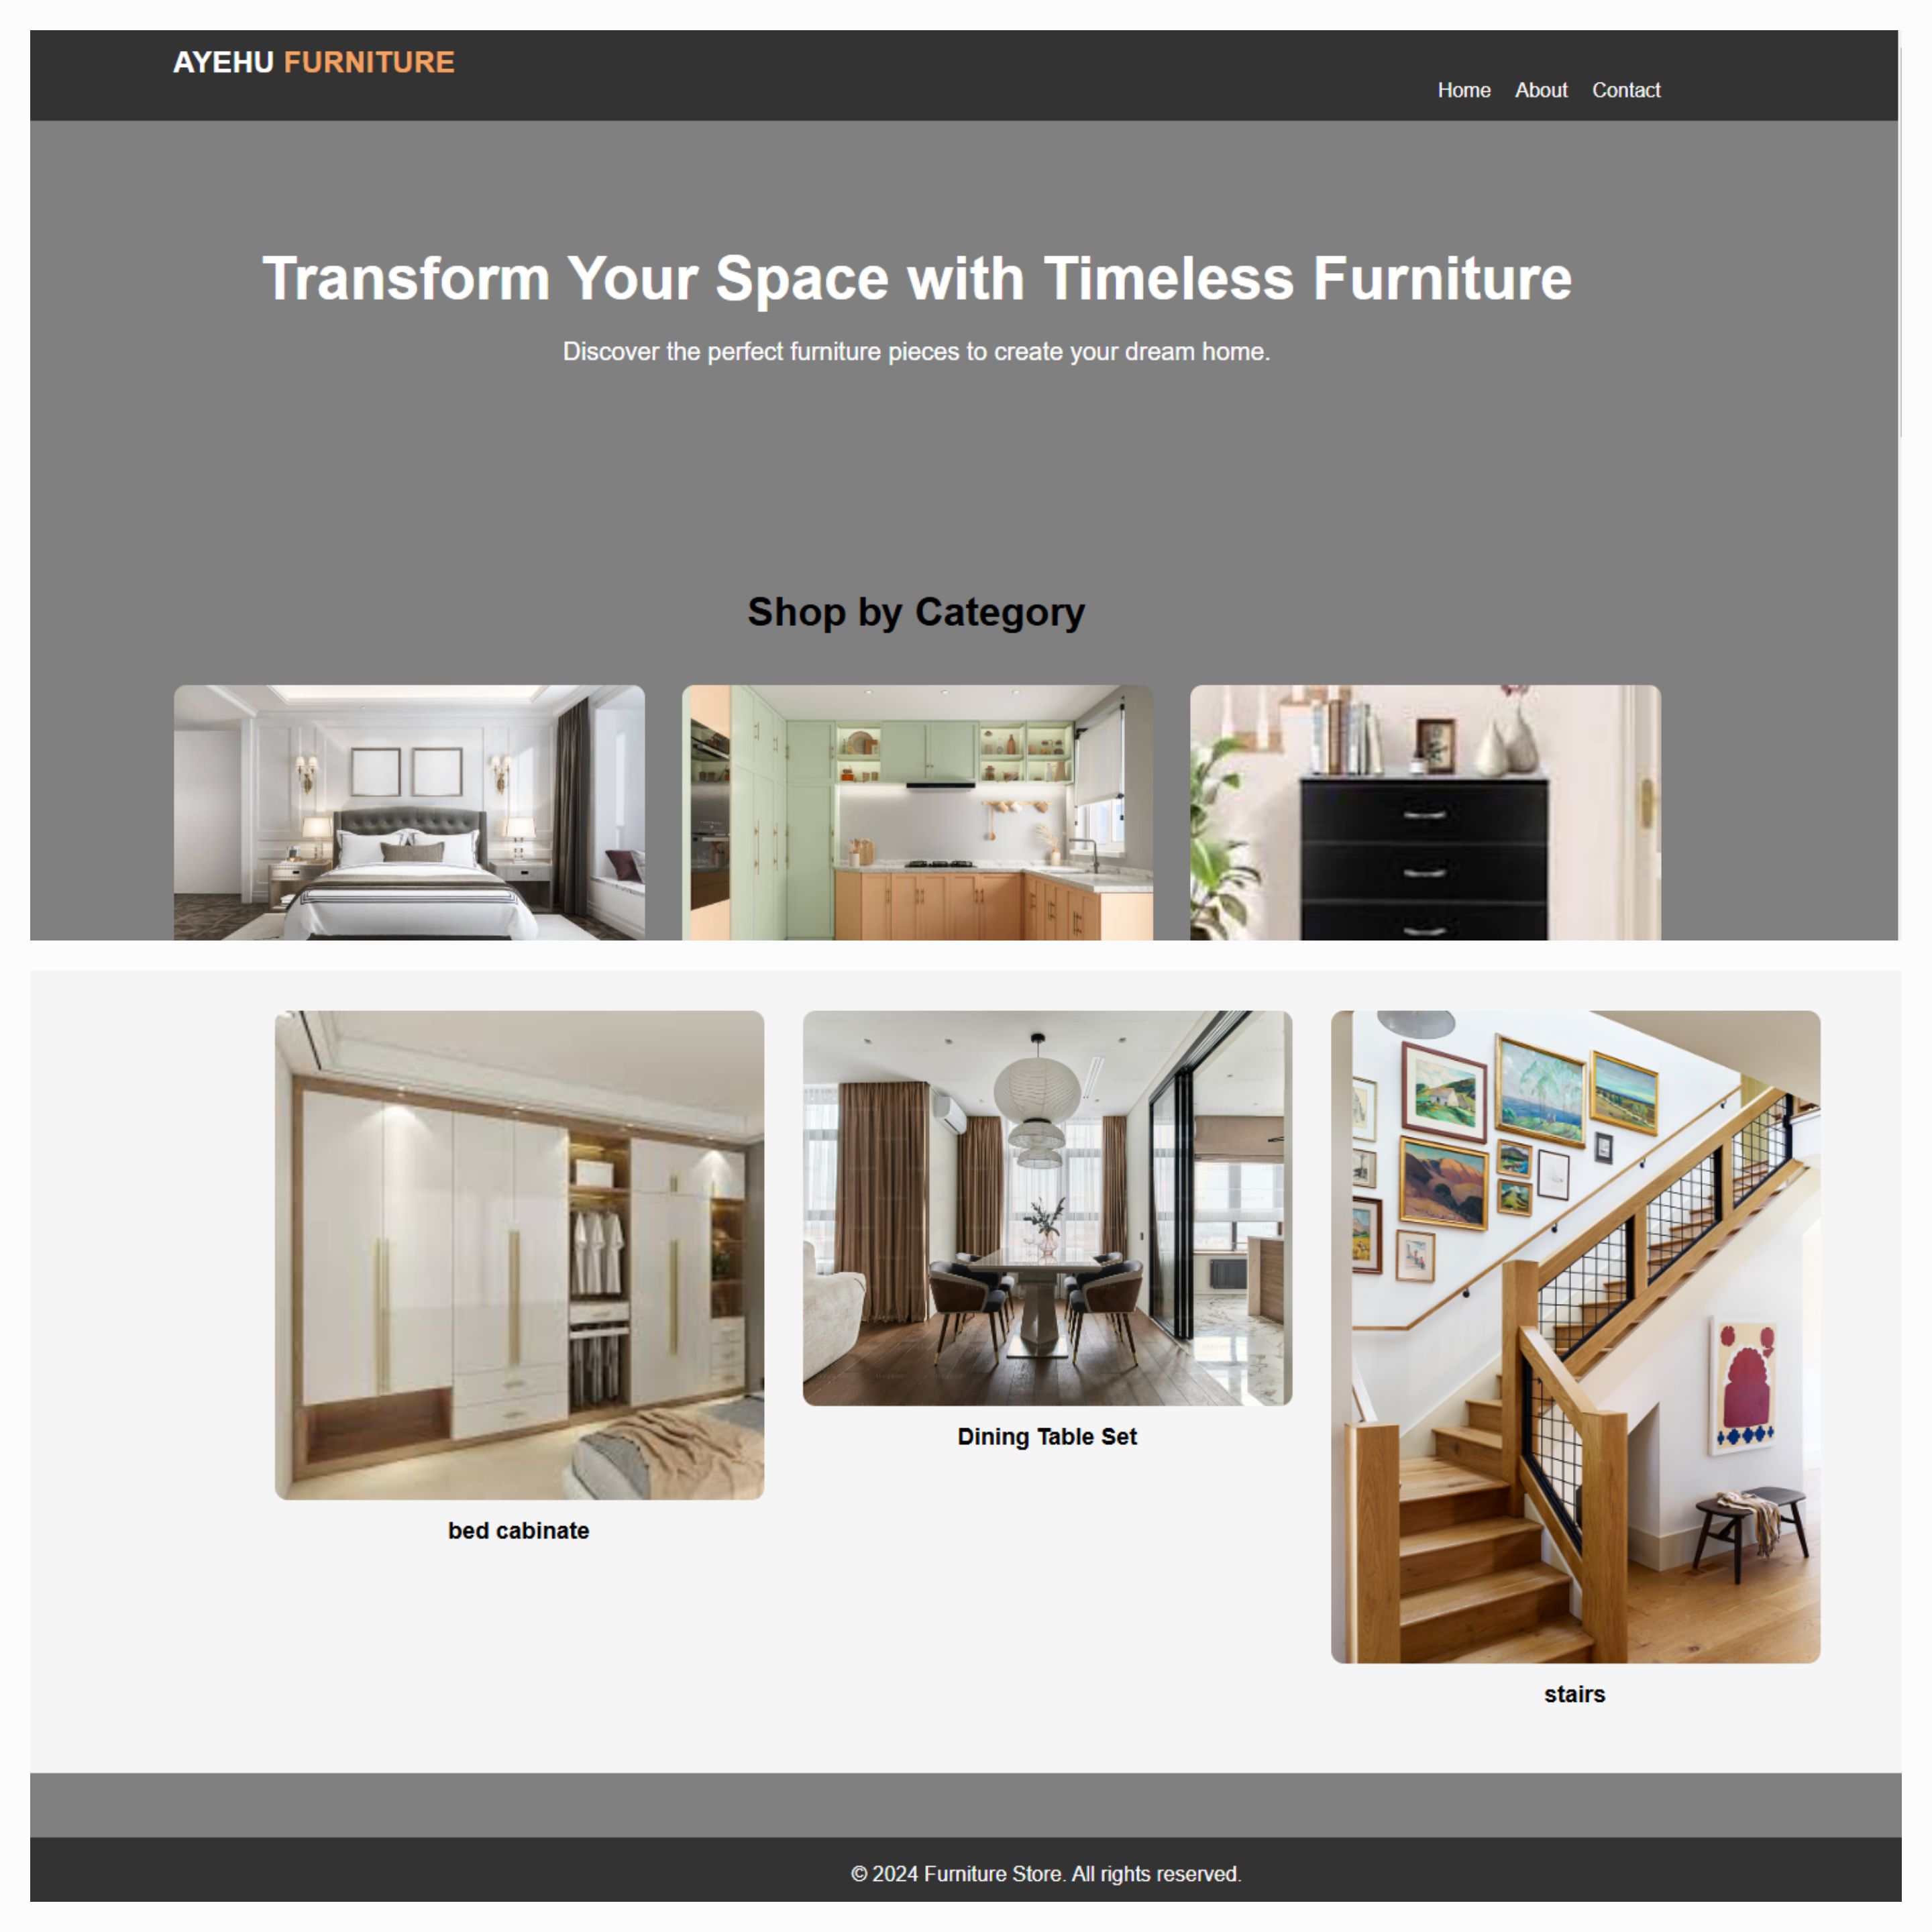 AYEHU FURNITURE
Home About Contact
Transform Your Space with Timeless Furniture
Discover the perfect furniture pieces to create your dream home.
Shop by Category
bed cabinate
Dining Table Set
stairs
© 2024 Furniture Store. All rights reserved.